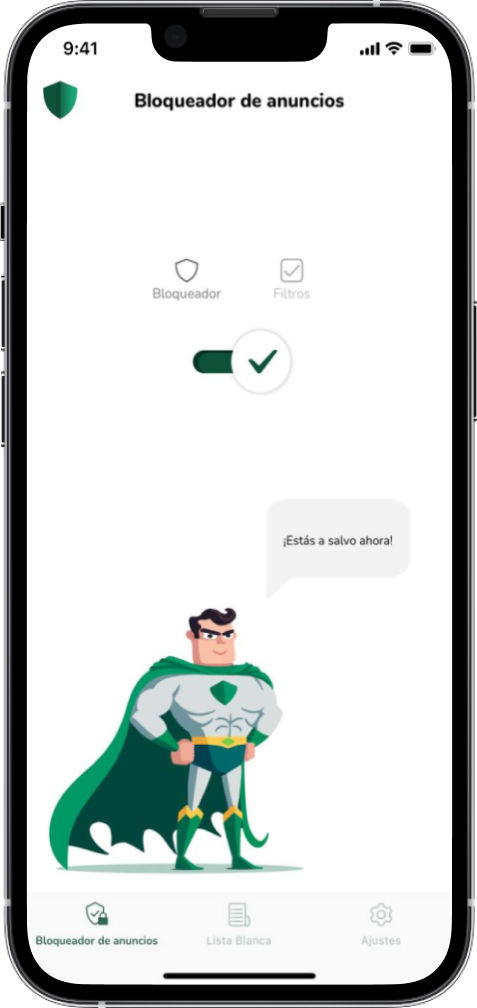 9:41
Bloqueador de anuncios
Bloqueador
Filtros
¡Estás a salvo ahora!
Bloqueador de anuncios
Lista Blanca
Ajustes